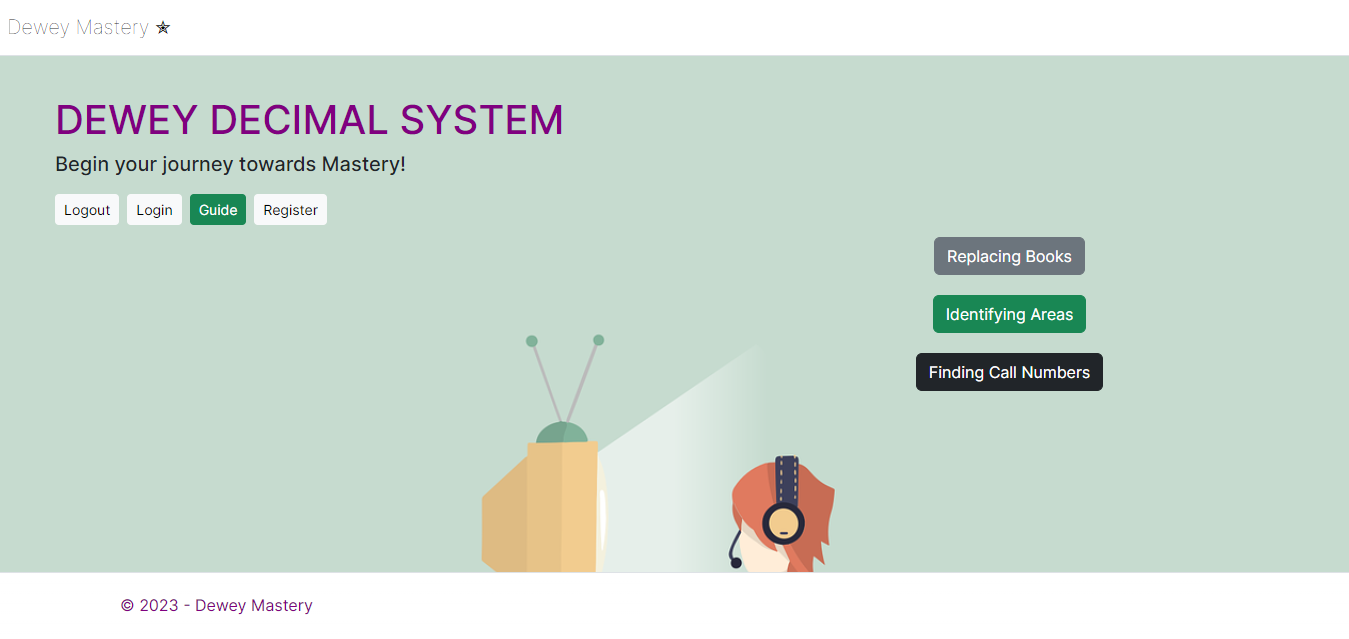 Dewey Mastery ✭
DEWEY DECIMAL SYSTEM
Begin your journey towards Mastery!
Logout Login Guide Register
Replacing Books
Identifying Areas
Finding Call Numbers
© 2023 - Dewey Mastery